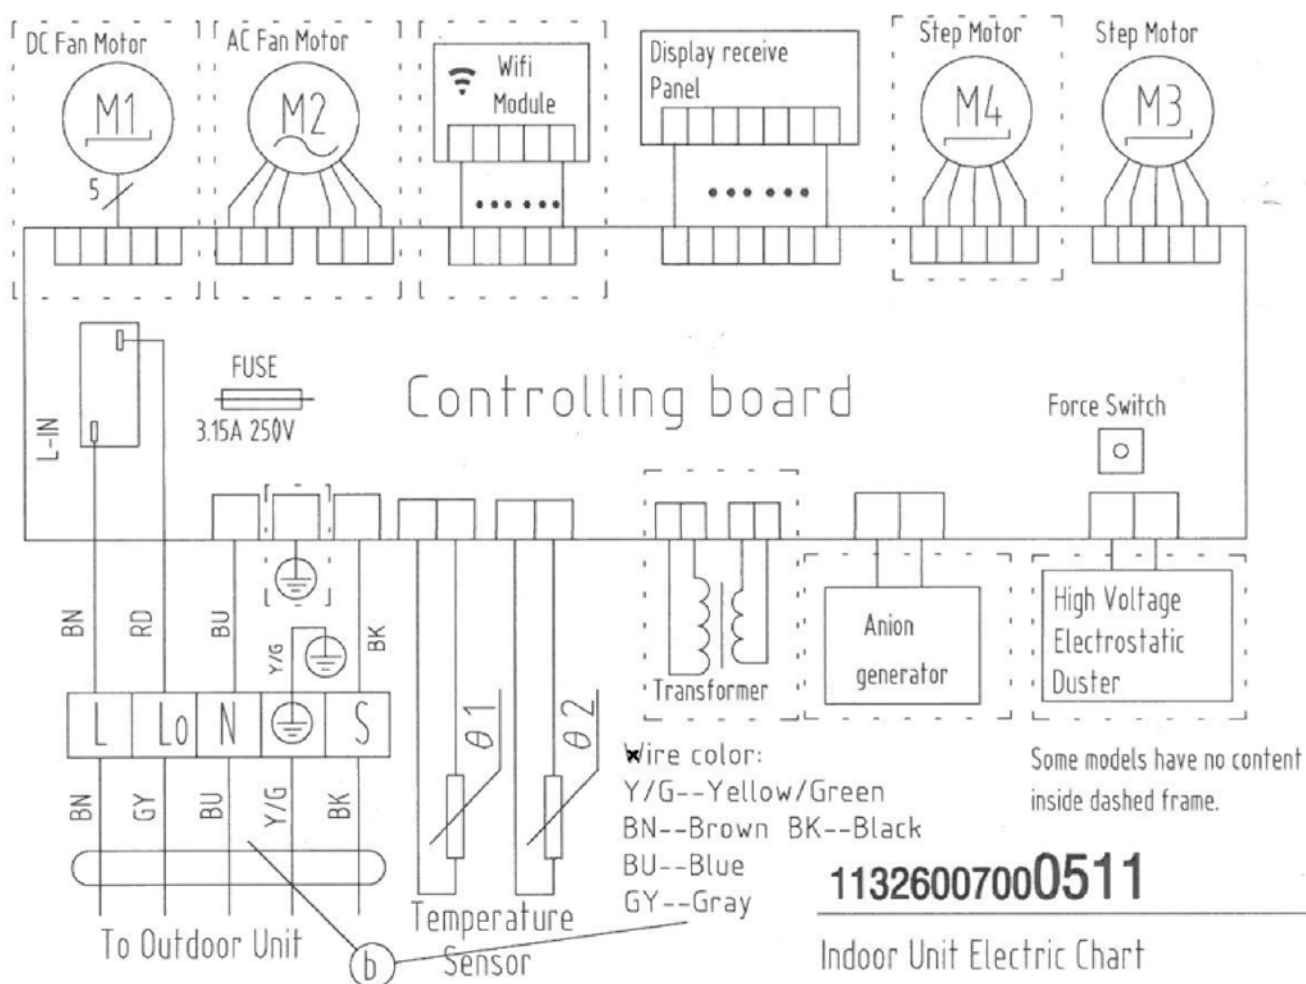 DC Fan Motor
M1
5
AC Fan Motor
M2
Wifi
Module
Display receive
Panel
Step Motor
M4
Step Motor
M3
L-IN
FUSE
3.15A 250V
Controlling board
Force Switch
BN
RD
BU
Y/G
BK
L
Lo
N
S
BN
GY
BU
Y/G
BK
To Outdoor Unit
θ1
θ2
Temperature
Sensor
b
Transformer
Anion
generator
High Voltage
Electrostatic
Duster
Wire color:
Y/G--Yellow/Green
BN--Brown BK--Black
BU--Blue
GY--Gray
Some models have no content
inside dashed frame.
11326007000511
Indoor Unit Electric Chart